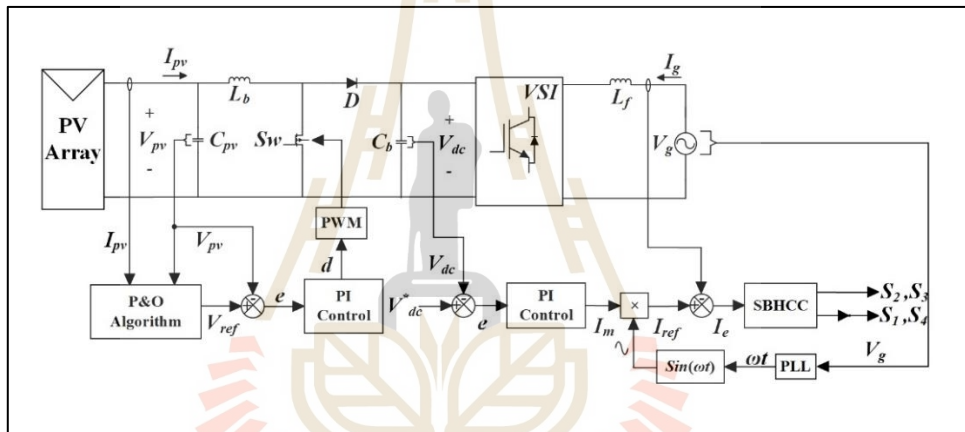 I_pv
L_b
D
VSI
L_f
I_g
PV
Array
+
V_pv
-
C_pv
Sw
C_b
+
V_dc
-
V_g
PWM
I_pv
V_pv
d
V_dc
P&O
Algorithm
V_ref
e
PI
Control
V*_dc
e
PI
Control
I_m
×
I_ref
I_e
SBHCC
S_2 ,S_3
S_1 ,S_4
Sin(ωt)
ωt
PLL
V_g